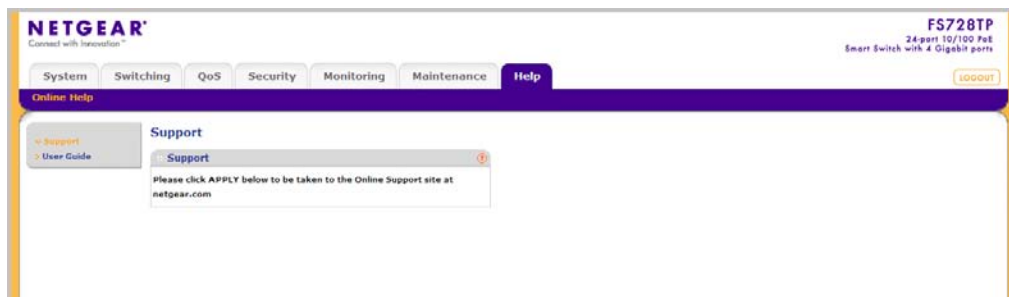 NETGEAR®
Connect with Innovation™
FS728TP
24-port 10/100 PoE
Smart Switch with 4 Gigabit ports
System Switching QoS Security Monitoring Maintenance Help
LOGOUT
Online Help
Support
User Guide
Support
Support
Please click APPLY below to be taken to the Online Support site at
netgear.com